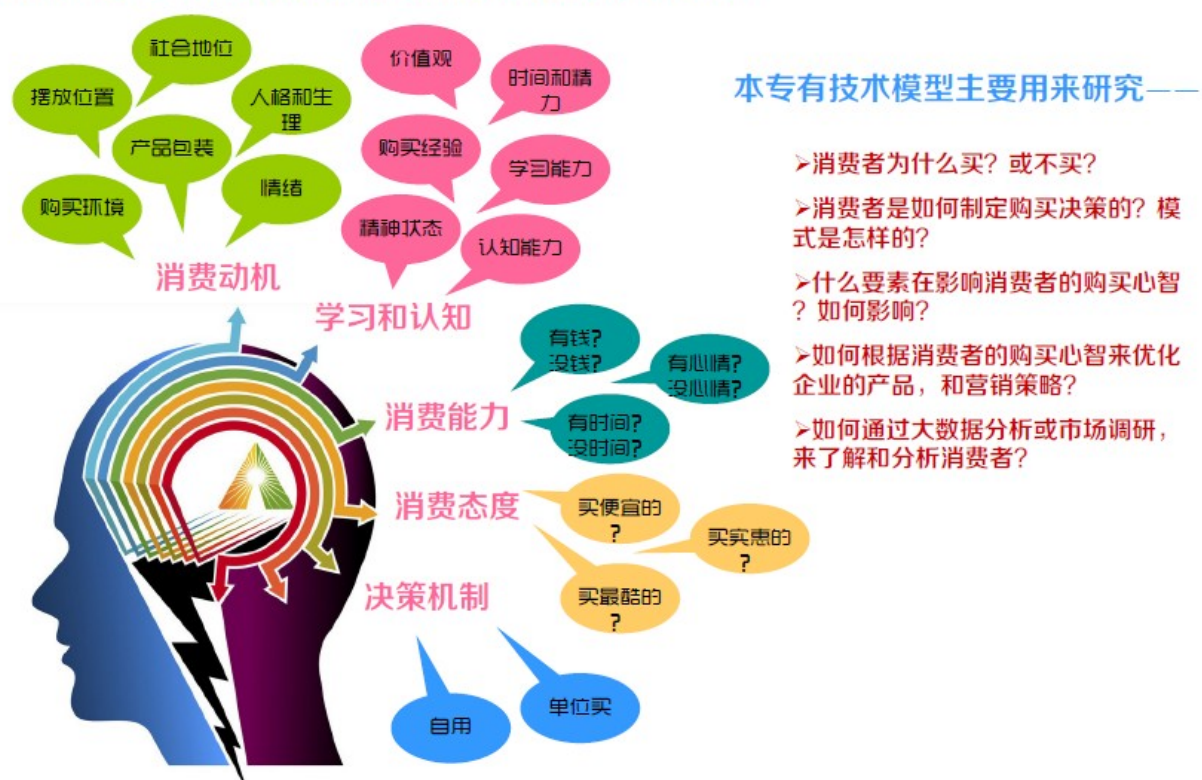 社会地位
价值观
摆放位置
人格和生
理
时间和精
力
产品包装
购买经验
学习能力
购买环境
情绪
精神状态
认知能力
消费动机
学习和认知
有钱?
没钱?
有心情?
没心情?
消费能力
有时间?
没时间?
消费态度
买便宜的
?
买实惠的
?
买最酷的
?
决策机制
自用
单位买
本专有技术模型主要用来研究——
➢消费者为什么买？或不买？
➢消费者是如何制定购买决策的？模
式是怎样的？
➢什么要素在影响消费者的购买心智
？如何影响？
➢如何根据消费者的购买心智来优化
企业的产品，和营销策略？
➢如何通过大数据分析或市场调研，
来了解和分析消费者？